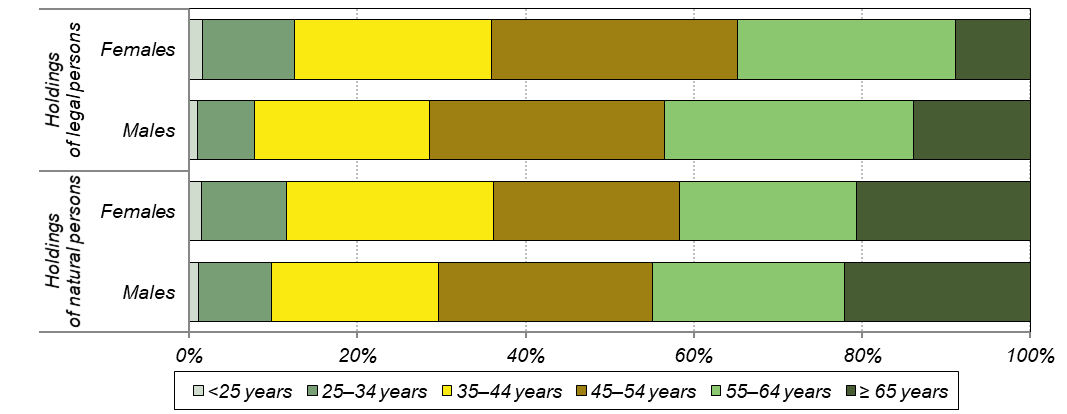 Holdings
of legal persons
Females
Males
Holdings
of natural persons
Females
Males
0% 20% 40% 60% 80% 100%
<25 years 25–34 years 35–44 years 45–54 years 55–64 years ≥ 65 years